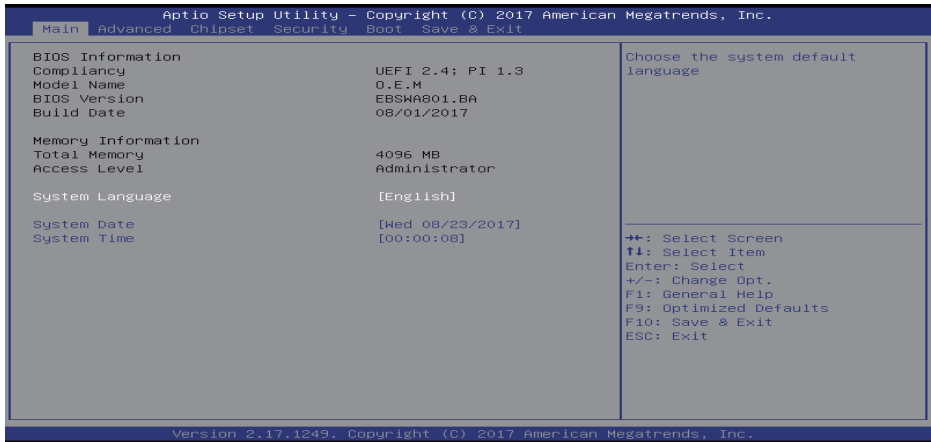 Aptio Setup Utility – Copyright (C) 2017 American Megatrends, Inc.
Main Advanced Chipset Security Boot Save & Exit
BIOS Information
Compliancy UEFI 2.4; PI 1.3
Model Name O.E.M
BIOS Version EBSWA801.BA
Build Date 08/01/2017
Memory Information
Total Memory 4096 MB
Access Level Administrator
System Language [English]
System Date [Wed 08/23/2017]
System Time [00:00:08]
Choose the system default
language
→←: Select Screen
↑↓: Select Item
Enter: Select
+/-: Change Opt.
F1: General Help
F9: Optimized Defaults
F10: Save & Exit
ESC: Exit
Version 2.17.1249. Copyright (C) 2017 American Megatrends, Inc.